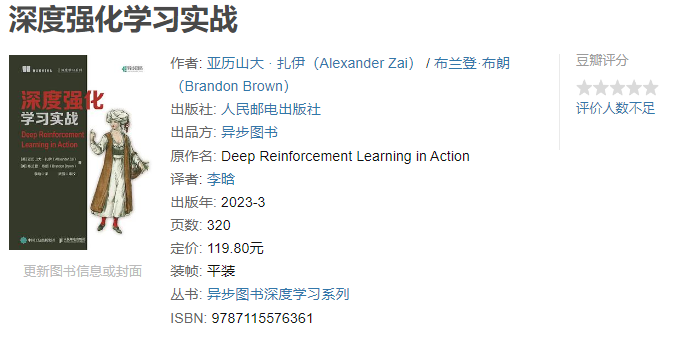 深度强化学习实战
深度强化
学习实战
Deep Reinforcement
Learning in Action
作者: 亚历山大 · 扎伊（Alexander Zai） / 布兰登·布朗
（Brandon Brown）
出版社: 人民邮电出版社
出品方: 异步图书
原作名: Deep Reinforcement Learning in Action
译者: 李晗
出版年: 2023-3
页数: 320
定价: 119.80元
装帧: 平装
丛书: 异步图书深度学习系列
ISBN: 9787115576361
更新图书信息或封面
豆瓣评分
评价人数不足